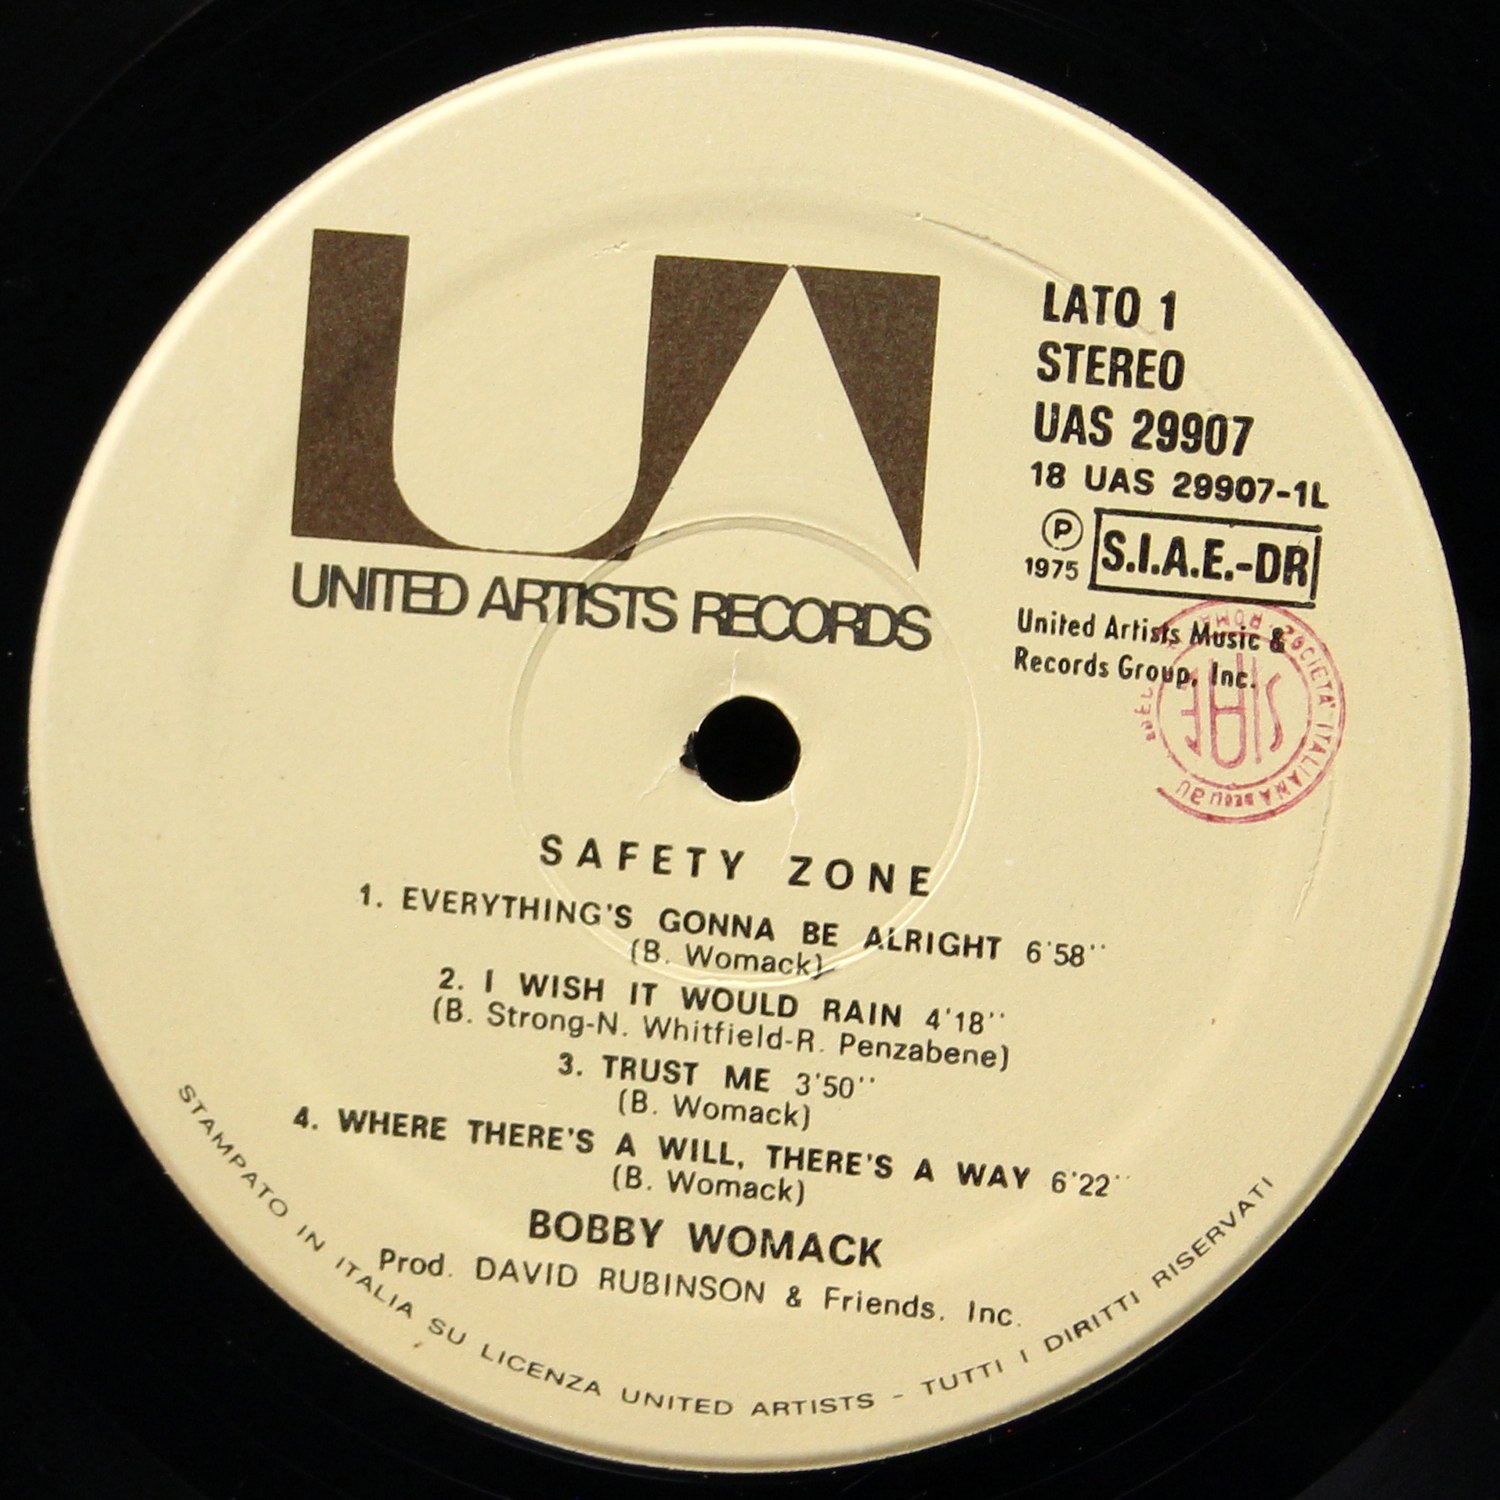 UA
UNITED ARTISTS RECORDS
LATO 1
STEREO
UAS 29907
18 UAS 29907-1L
Ⓟ
1975
S.I.A.E.-DR
United Artists Music &
Records Group, Inc.
SOCIETA' ITALIANA
ROMA
SIAE
SAFETY ZONE
1. EVERYTHING'S GONNA BE ALRIGHT 6'58''
(B. Womack)
2. I WISH IT WOULD RAIN 4'18''
(B. Strong-N. Whitfield-R. Penzabene)
3. TRUST ME 3'50''
(B. Womack)
4. WHERE THERE'S A WILL, THERE'S A WAY 6'22''
(B. Womack)
BOBBY WOMACK
Prod. DAVID RUBINSON & Friends, Inc.
STAMPATO IN ITALIA SU LICENZA UNITED ARTISTS - TUTTI I DIRITTI RISERVATI